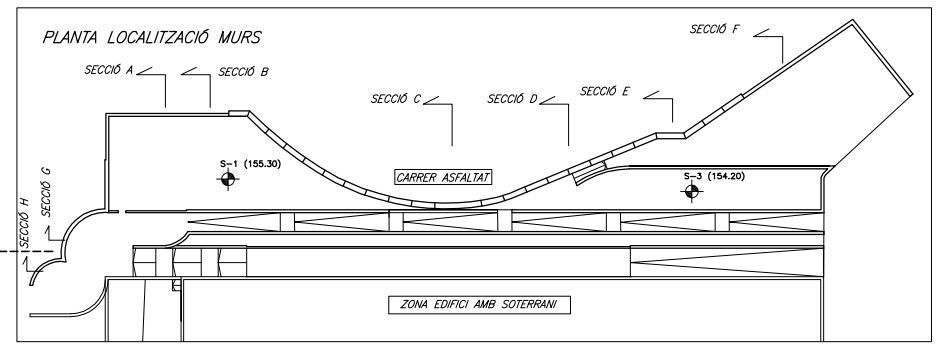 PLANTA LOCALITZACIÓ MURS
SECCIÓ F
SECCIÓ A
SECCIÓ B
SECCIÓ C
SECCIÓ D
SECCIÓ E
S-1 (155.30)
CARRER ASFALTAT
S-3 (154.20)
SECCIÓ G
SECCIÓ H
ZONA EDIFICI AMB SOTERRANI